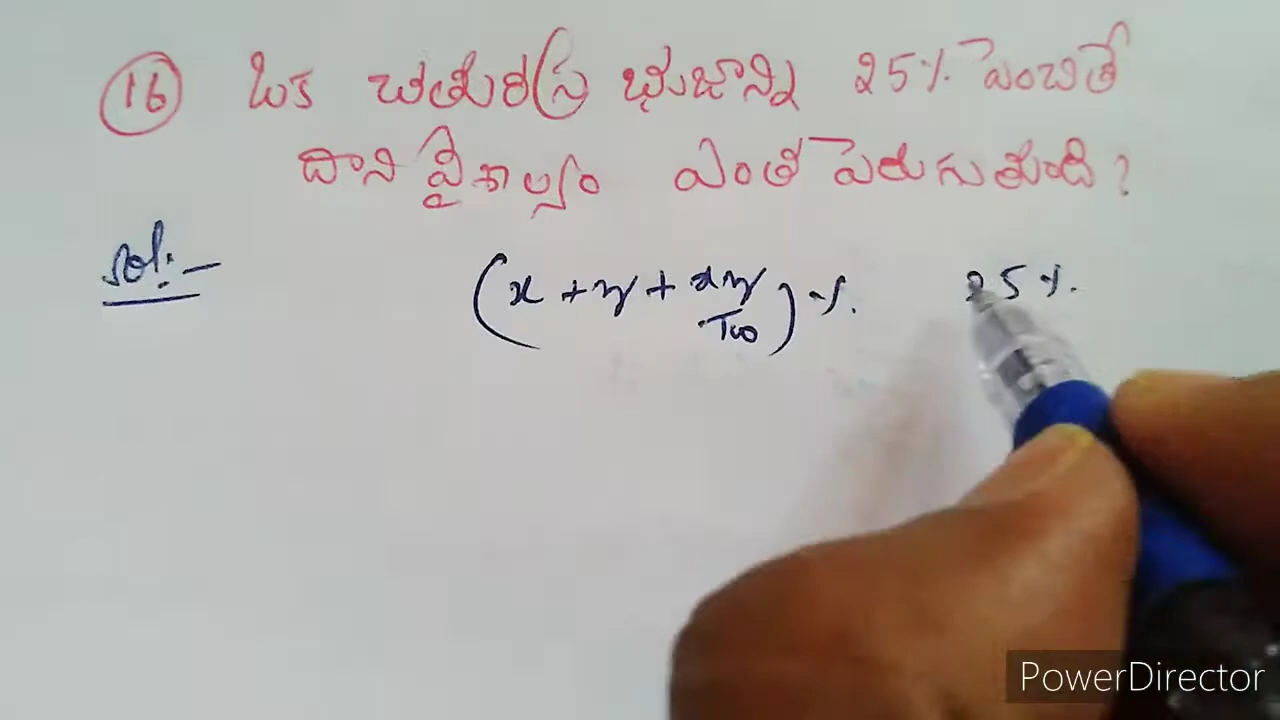 16 ఒక చతురస్ర భుజాన్ని 25% పెంచితే
దాని వైశాల్యం ఎంత పెరుగుతుంది?
Sol:-
(x + y + xy/100)%. 25%.
PowerDirector